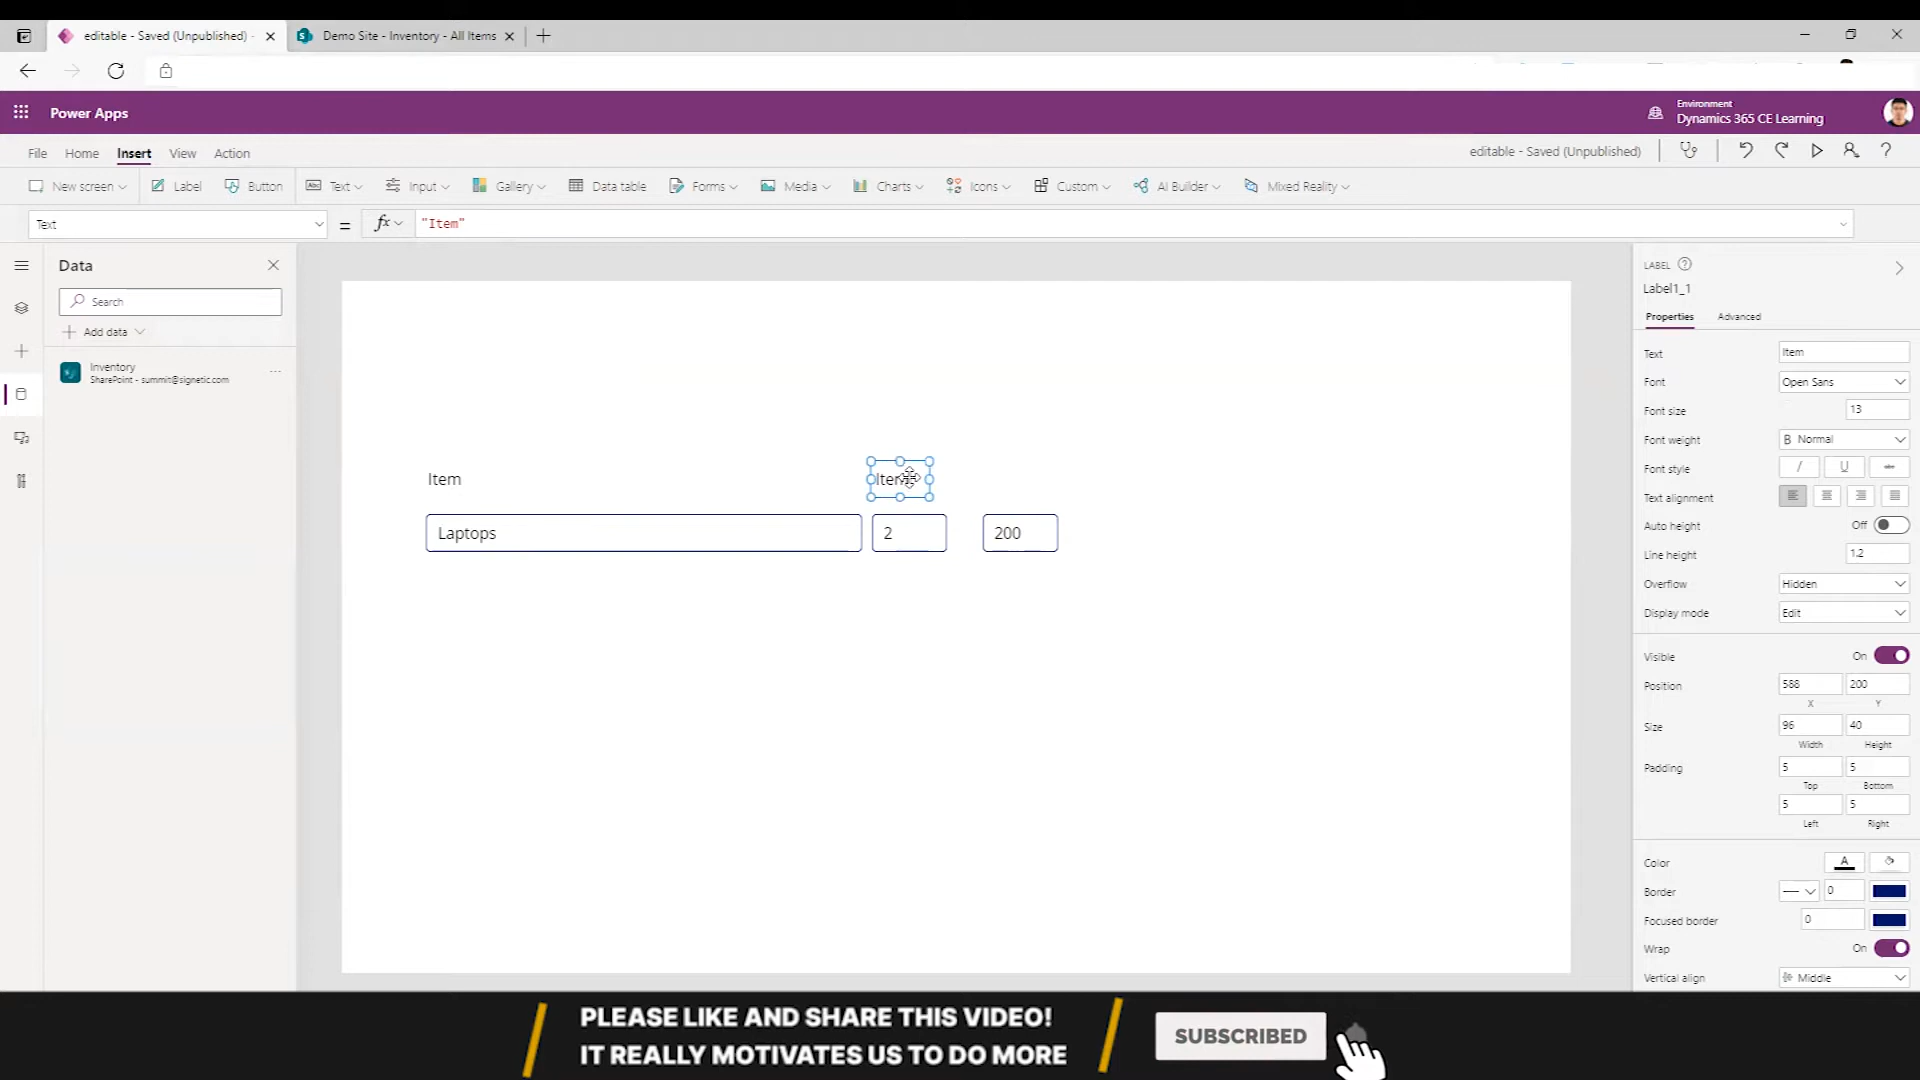 editable - Saved (Unpublished) -
Demo Site - Inventory - All Items
Power Apps
Environment
Dynamics 365 CE Learning
File Home Insert View Action
editable - Saved (Unpublished)
New screen Label Button Text Input Gallery Data table Forms Media Charts Icons Custom AI Builder Mixed Reality
Text = fx "Item"
Data
Search
Add data
Inventory
SharePoint - summit@signetic.com
Item Item
Laptops 2 200
LABEL
Label1_1
Properties Advanced
Text Item
Font Open Sans
Font size 13
Font weight B Normal
Font style / U abc
Text alignment
Auto height Off
Line height 1.2
Overflow Hidden
Display mode Edit
Visible On
Position 588 200
X Y
Size 96 40
Width Height
Padding 5 5
Top Bottom
5 5
Left Right
Color A
Border 0
Focused border 0
Wrap On
Vertical align Middle
PLEASE LIKE AND SHARE THIS VIDEO!
IT REALLY MOTIVATES US TO DO MORE
SUBSCRIBED